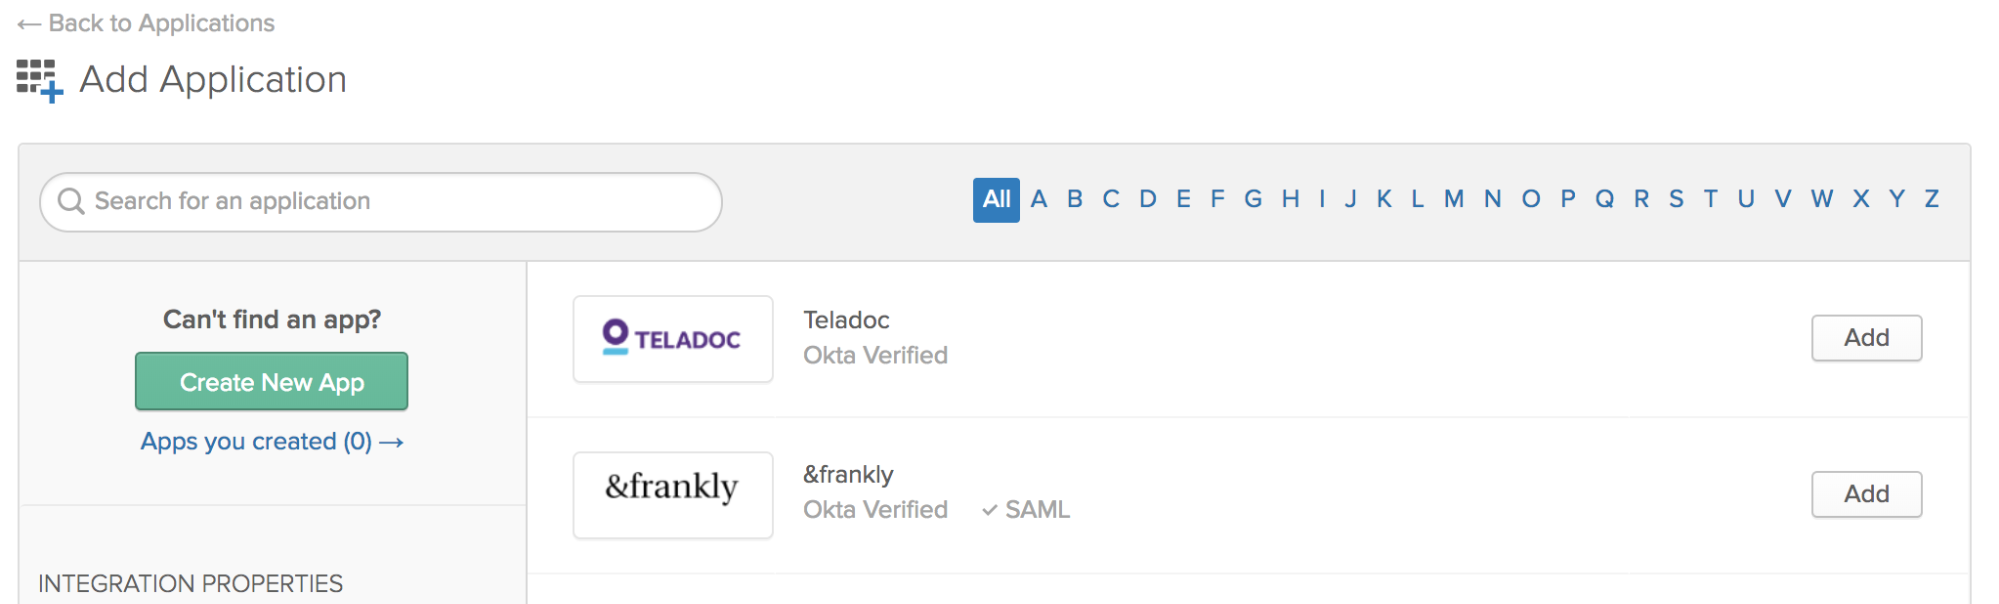 ← Back to Applications
Add Application
Search for an application
All A B C D E F G H I J K L M N O P Q R S T U V W X Y Z
Can't find an app?
Create New App
Apps you created (0) →
INTEGRATION PROPERTIES
TELADOC
Teladoc
Okta Verified
Add
&frankly
&frankly
Okta Verified ✓ SAML
Add